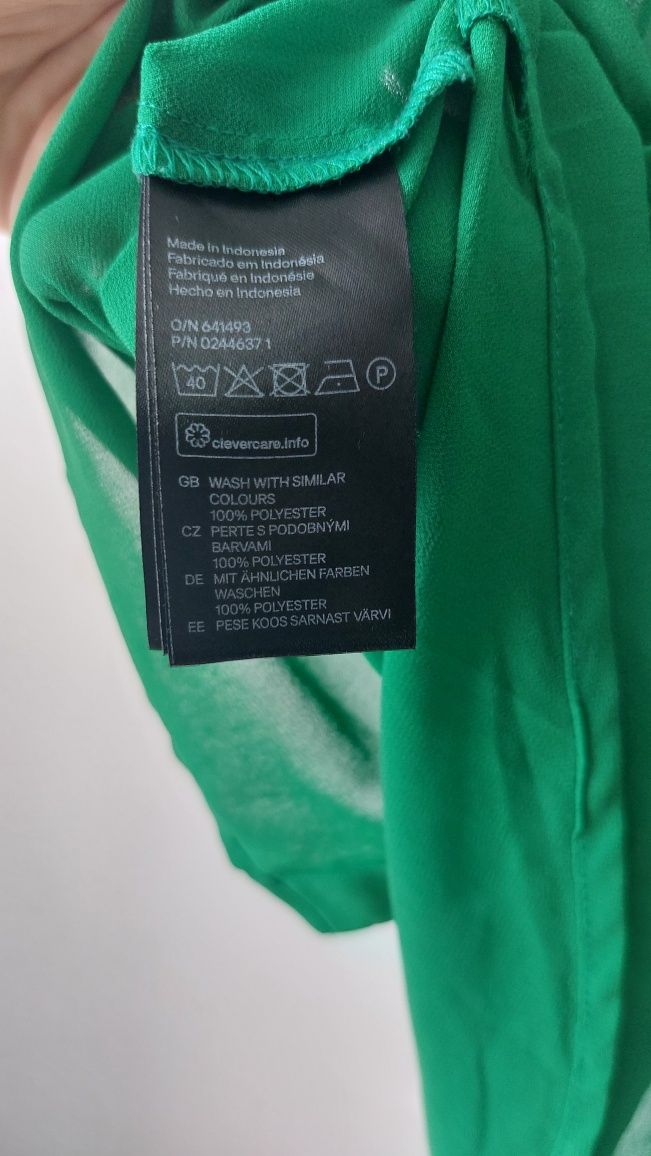 Made in Indonesia
Fabricado em Indonésia
Fabriqué en Indonésie
Hecho en Indonesia
O/N 641493
P/N 0244637 1
40 P
clevercare.info
GB WASH WITH SIMILAR
COLOURS
100% POLYESTER
CZ PERTE S PODOBNÝMI
BARVAMI
100% POLYESTER
DE MIT ÄHNLICHEN FARBEN
WASCHEN
100% POLYESTER
EE PESE KOOS SARNAST VÄRVI